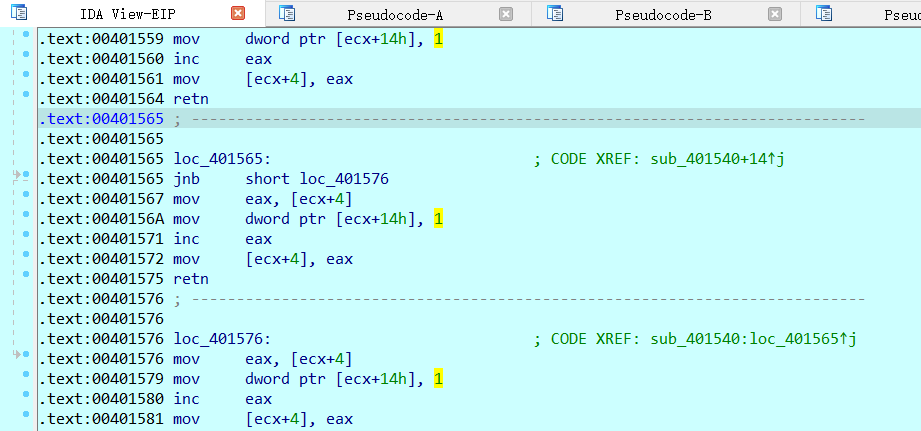 IDA View-EIP Pseudocode-A Pseudocode-B Pseud
.text:00401559 mov dword ptr [ecx+14h], 1
.text:00401560 inc eax
.text:00401561 mov [ecx+4], eax
.text:00401564 retn
.text:00401565 ; ---------------------------------------------------------------------------
.text:00401565
.text:00401565 loc_401565: ; CODE XREF: sub_401540+14↑j
.text:00401565 jnb short loc_401576
.text:00401567 mov eax, [ecx+4]
.text:0040156A mov dword ptr [ecx+14h], 1
.text:00401571 inc eax
.text:00401572 mov [ecx+4], eax
.text:00401575 retn
.text:00401576 ; ---------------------------------------------------------------------------
.text:00401576
.text:00401576 loc_401576: ; CODE XREF: sub_401540:loc_401565↑j
.text:00401576 mov eax, [ecx+4]
.text:00401579 mov dword ptr [ecx+14h], 1
.text:00401580 inc eax
.text:00401581 mov [ecx+4], eax